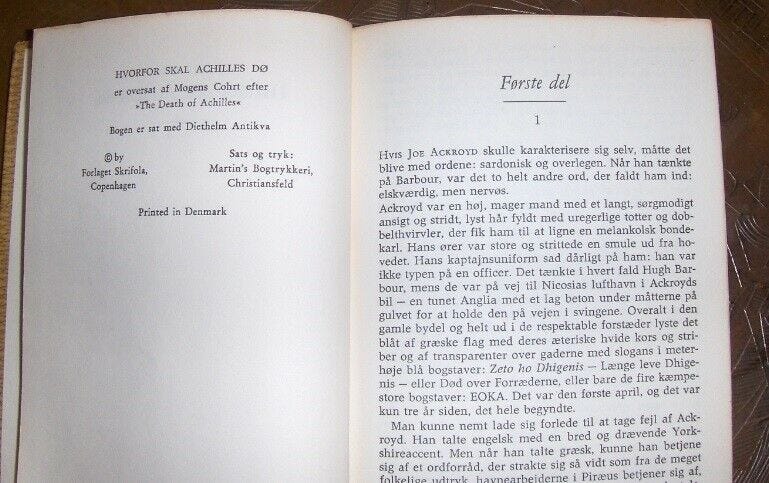 HVORFOR SKAL ACHILLES DØ
er oversat af Mogens Cohrt efter
»The Death of Achilles«
Bogen er sat med Diethelm Antikva
© by
Forlaget Skrifola,
Copenhagen
Sats og tryk:
Martin's Bogtrykkeri,
Christiansfeld
Printed in Denmark
Første del
1
HVIS JOE ACKROYD skulle karakterisere sig selv, måtte det
blive med ordene: sardonisk og overlegen. Når han tænkte
på Barbour, var det to helt andre ord, der faldt ham ind:
elskværdig, men nervøs.
Ackroyd var en høj, mager mand med et langt, sørgmodigt
ansigt og stridt, lyst hår fyldt med uregerlige totter og dob-
belthvirvler, der fik ham til at ligne en melankolsk bonde-
karl. Hans ører var store og strittede en smule ud fra ho-
vedet. Hans kaptajnsuniform sad dårligt på ham: han var
ikke typen på en officer. Det tænkte i hvert fald Hugh Bar-
bour, mens de var på vej til Nicosias lufthavn i Ackroyds
bil – en tunet Anglia med et lag beton under måtterne på
gulvet for at holde den på vejen i svingene. Overalt i den
gamle bydel og helt ud i de respektable forstæder lyste det
blåt af græske flag med deres æteriske hvide kors og stri-
ber og af transparenter over gaderne med slogans i meter-
høje blå bogstaver: Zeto ho Dhigenis – Længe leve Dhige-
nis – eller Død over Forræderne, eller bare de fire kæmpe-
store bogstaver: EOKA. Det var den første april, og det var
kun tre år siden, det hele begyndte.
Man kunne nemt lade sig forlede til at tage fejl af Ack-
royd. Han talte engelsk med en bred og drævende York-
shireaccent. Men når han talte græsk, kunne han betjene
sig af et ordforråd, der strakte sig så vidt som fra de meget
folkelige udtryk, havnearbejderne i Piræus betjener sig af,